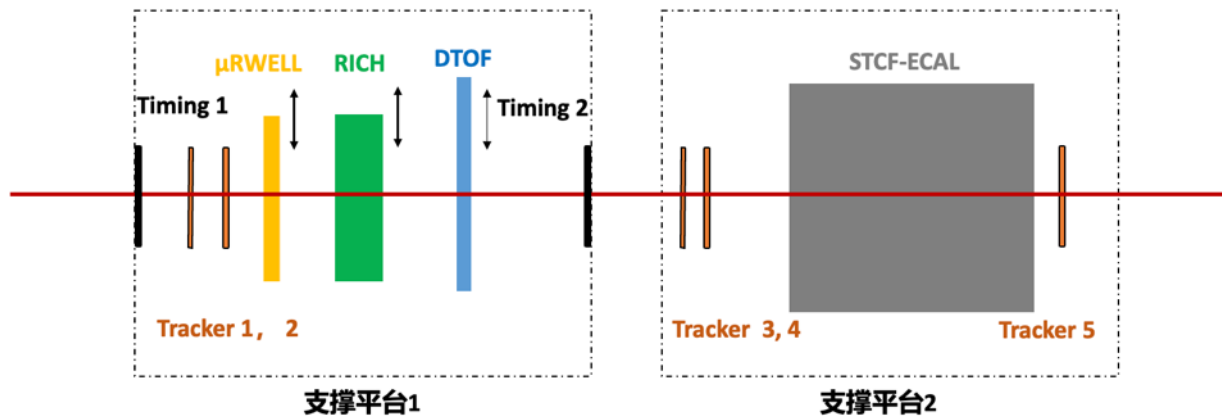 μRWELL
RICH
DTOF
STCF-ECAL
Timing 1
Timing 2
Tracker 1， 2
Tracker 3, 4
Tracker 5
支撑平台1
支撑平台2